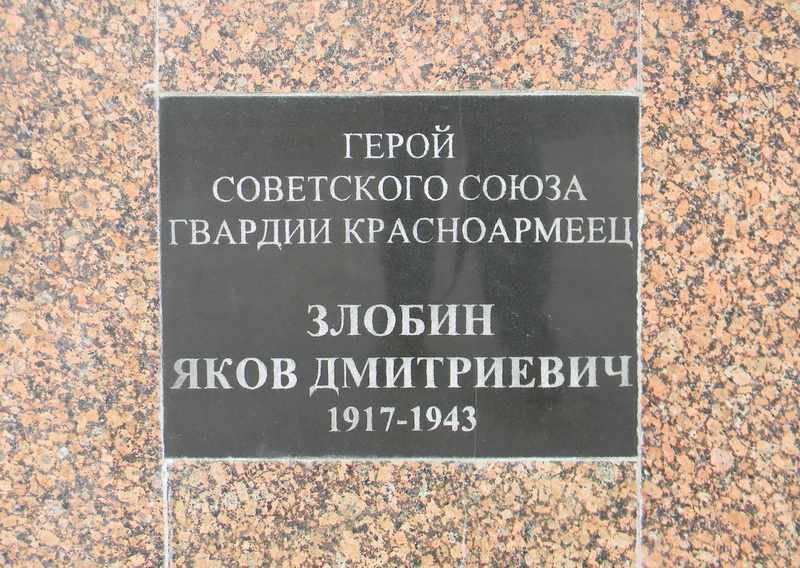 ГЕРОЙ
СОВЕТСКОГО СОЮЗА
ГВАРДИИ КРАСНОАРМЕЕЦ
ЗЛОБИН
ЯКОВ ДМИТРИЕВИЧ
1917-1943